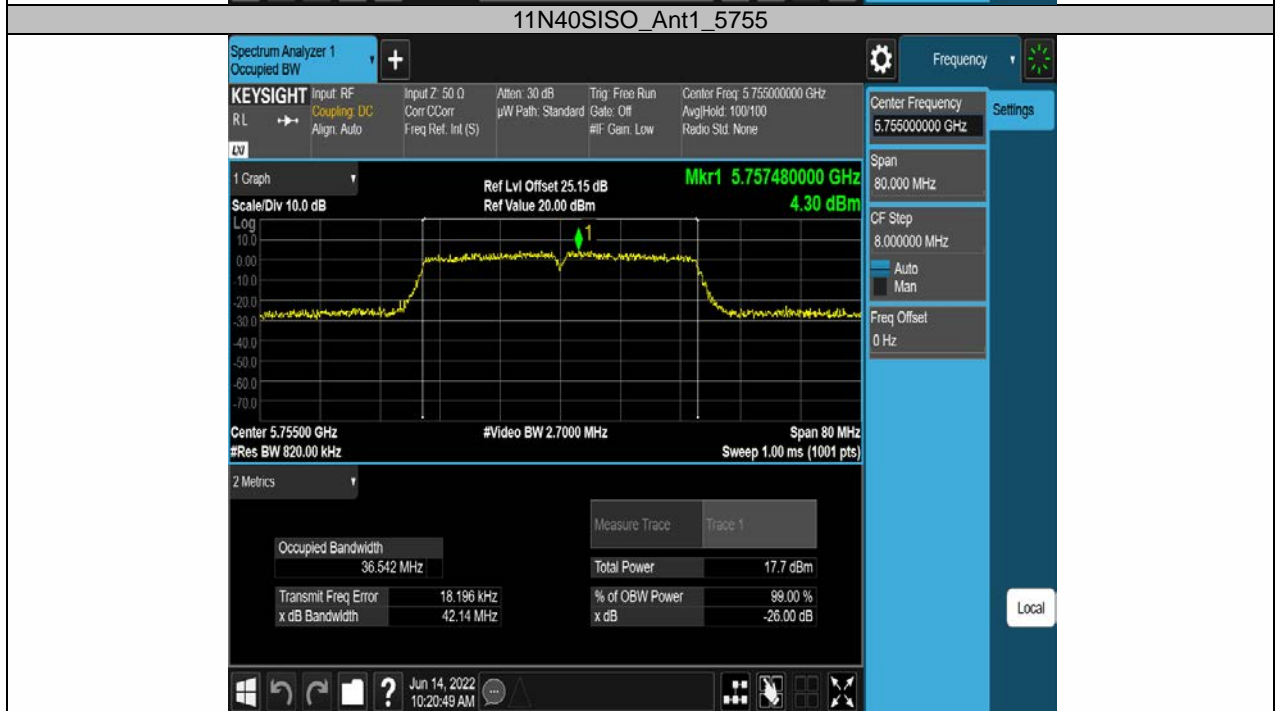 11N40SISO_Ant1_5755
Spectrum Analyzer 1
Occupied BW
+
Frequency
KEYSIGHT
RL
LXI
Input: RF
Coupling: DC
Align: Auto
Input Z: 50 Ω
Corr CCorr
Freq Ref: Int (S)
Atten: 30 dB
µW Path: Standard
Trig: Free Run
Gate: Off
#IF Gain: Low
Center Freq: 5.755000000 GHz
Avg|Hold: 100/100
Radio Std: None
Center Frequency
5.755000000 GHz
Settings
Span
80.000 MHz
CF Step
8.000000 MHz
Auto
Man
Freq Offset
0 Hz
1 Graph
Scale/Div 10.0 dB
Ref Lvl Offset 25.15 dB
Ref Value 20.00 dBm
Mkr1 5.757480000 GHz
4.30 dBm
Log
1
10.0
0.00
-10.0
-20.0
-30.0
-40.0
-50.0
-60.0
-70.0
Center 5.75500 GHz
#Video BW 2.7000 MHz
Span 80 MHz
#Res BW 820.00 kHz
Sweep 1.00 ms (1001 pts)
2 Metrics
Measure Trace Trace 1
Occupied Bandwidth
36.542 MHz
Total Power 17.7 dBm
Transmit Freq Error 18.196 kHz
% of OBW Power 99.00 %
x dB Bandwidth 42.14 MHz
x dB -26.00 dB
Local
?
Jun 14, 2022
10:20:49 AM